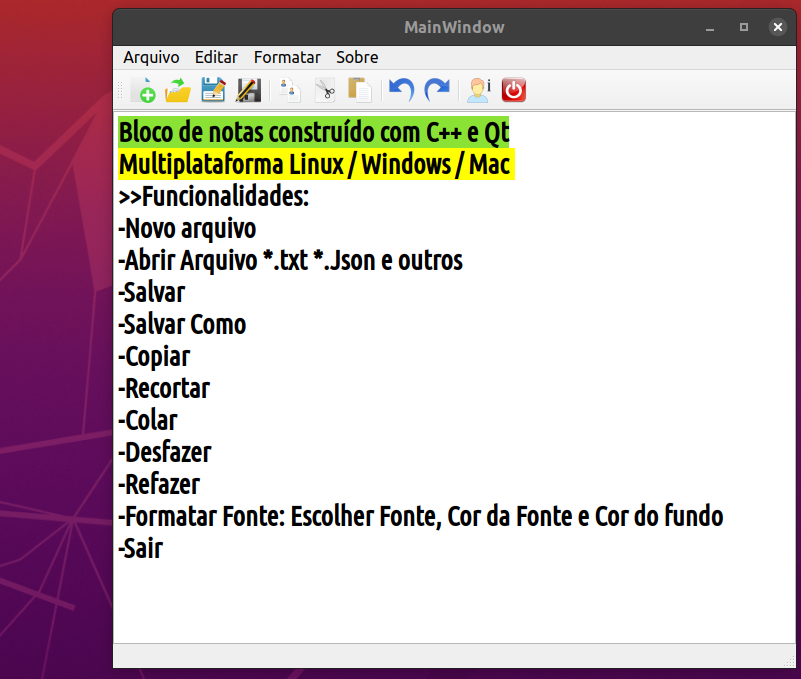 MainWindow
Arquivo Editar Formatar Sobre
Bloco de notas construído com C++ e Qt
Multiplataforma Linux / Windows / Mac
>>Funcionalidades:
-Novo arquivo
-Abrir Arquivo *.txt *.Json e outros
-Salvar
-Salvar Como
-Copiar
-Recortar
-Colar
-Desfazer
-Refazer
-Formatar Fonte: Escolher Fonte, Cor da Fonte e Cor do fundo
-Sair